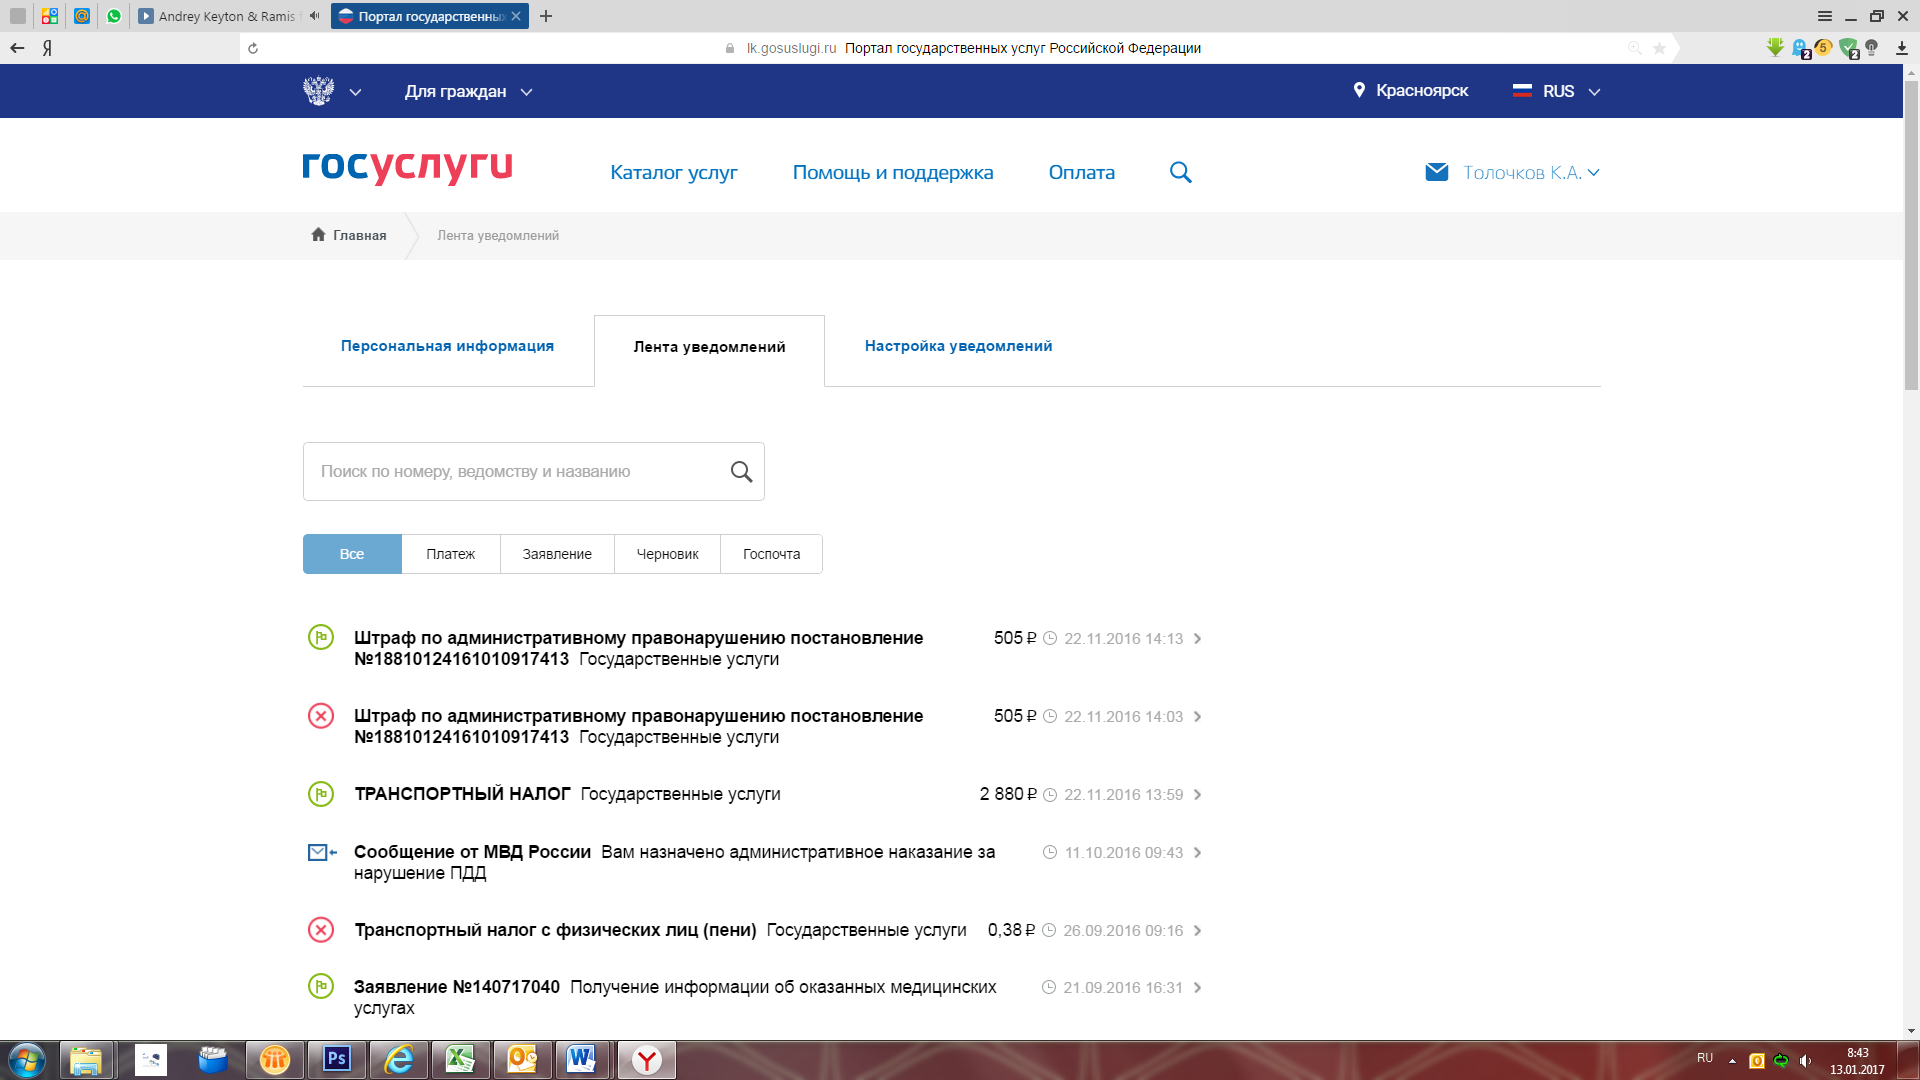 Andrey Keyton & Ramis
Портал государственны
lk.gosuslugi.ru Портал государственных услуг Российской Федерации
Для граждан
Красноярск
RUS
госуслуги
Каталог услуг
Помощь и поддержка
Оплата
Толочков К.А.
Главная
Лента уведомлений
Персональная информация
Лента уведомлений
Настройка уведомлений
Поиск по номеру, ведомству и названию
Все
Платеж
Заявление
Черновик
Госпочта
Штраф по административному правонарушению постановление 505 ₽ 22.11.2016 14:13
№18810124161010917413 Государственные услуги
Штраф по административному правонарушению постановление 505 ₽ 22.11.2016 14:03
№18810124161010917413 Государственные услуги
ТРАНСПОРТНЫЙ НАЛОГ Государственные услуги 2 880 ₽ 22.11.2016 13:59
Сообщение от МВД России Вам назначено административное наказание за 11.10.2016 09:43
нарушение ПДД
Транспортный налог с физических лиц (пени) Государственные услуги 0,38 ₽ 26.09.2016 09:16
Заявление №140717040 Получение информации об оказанных медицинских 21.09.2016 16:31
услугах
RU
8:43
13.01.2017